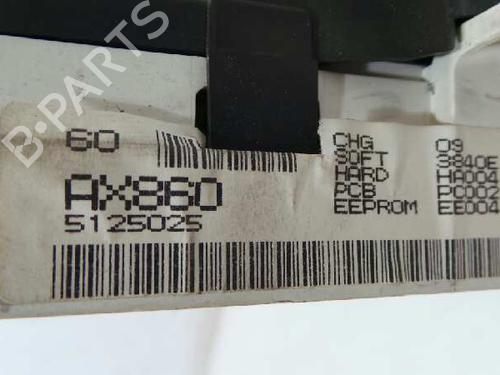 B-PARTS
60
AX860
5125025
CHG 09
SOFT 3840E
HARD HA004
PCB PC002
EEPROM EE004